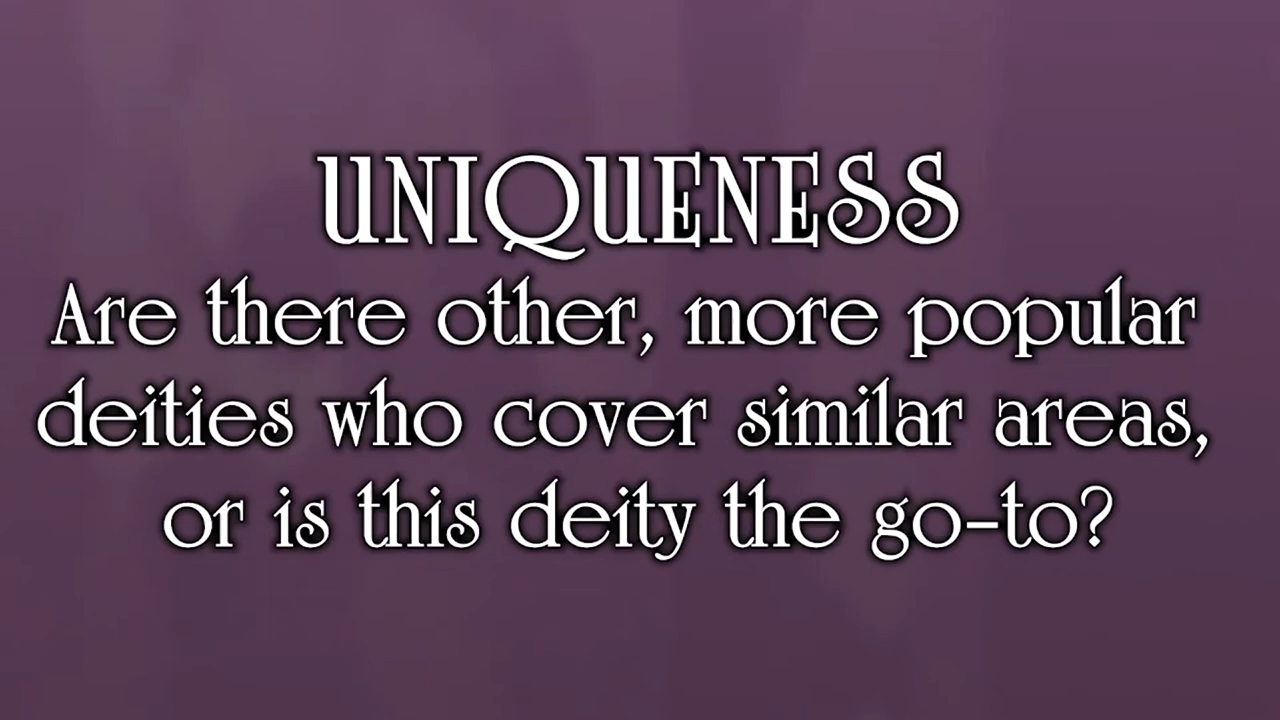 UNIQUENESS
Are there other, more popular
deities who cover similar areas,
or is this deity the go-to?